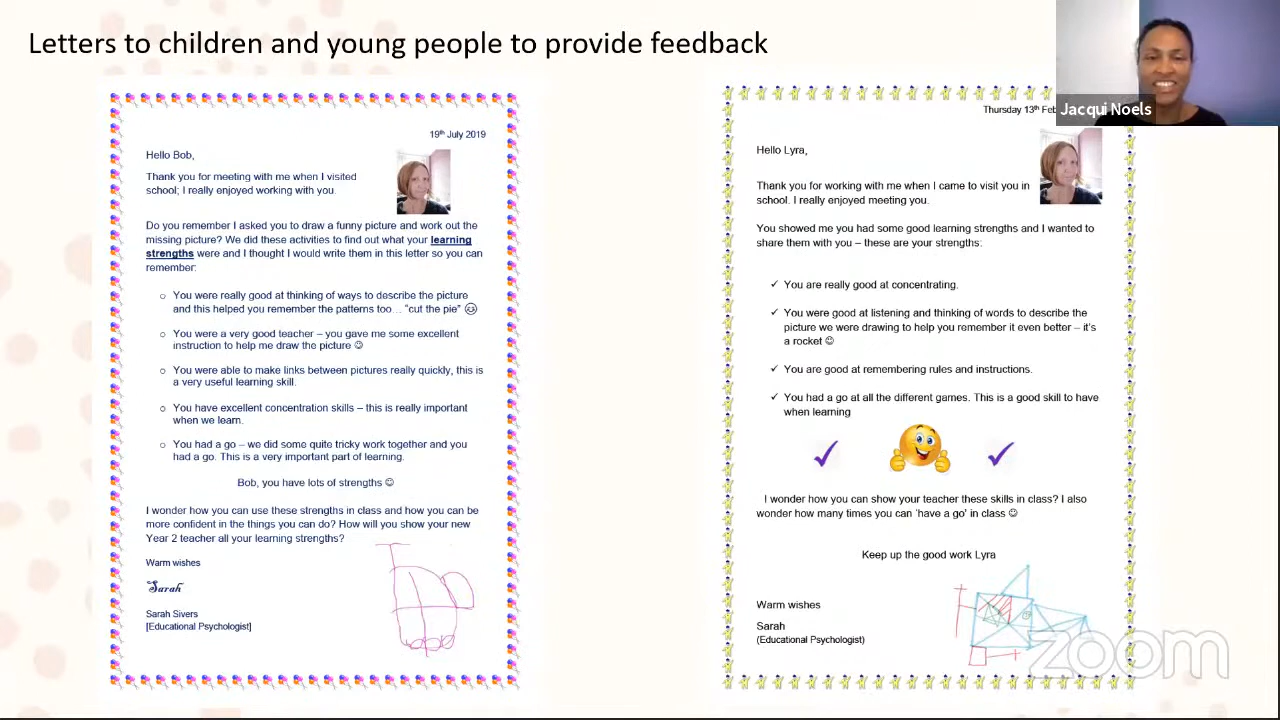 Letters to children and young people to provide feedback
Jacqui Noels
19th July 2019
Hello Bob,
Thank you for meeting with me when I visited
school; I really enjoyed working with you.
Do you remember I asked you to draw a funny picture and work out the
missing picture? We did these activities to find out what your learning
strengths were and I thought I would write them in this letter so you can
remember:
○ You were really good at thinking of ways to describe the picture
and this helped you remember the patterns too… “cut the pie” 😊
○ You were a very good teacher – you gave me some excellent
instruction to help me draw the picture ☺
○ You were able to make links between pictures really quickly, this is
a very useful learning skill.
○ You have excellent concentration skills – this is really important
when we learn.
○ You had a go – we did some quite tricky work together and you
had a go. This is a very important part of learning.
Bob, you have lots of strengths ☺
I wonder how you can use these strengths in class and how you can be
more confident in the things you can do? How will you show your new
Year 2 teacher all your learning strengths?
Warm wishes
Sarah
Sarah Sivers
[Educational Psychologist]
Thursday 13th Feb
Hello Lyra,
Thank you for working with me when I came to visit you in
school. I really enjoyed meeting you.
You showed me you had some good learning strengths and I wanted to
share them with you – these are your strengths:
✓ You are really good at concentrating.
✓ You were good at listening and thinking of words to describe the
picture we were drawing to help you remember it even better – it’s
a rocket ☺
✓ You are good at remembering rules and instructions.
✓ You had a go at all the different games. This is a good skill to have
when learning
I wonder how you can show your teacher these skills in class? I also
wonder how many times you can ‘have a go’ in class ☺
Keep up the good work Lyra
Warm wishes
Sarah
(Educational Psychologist)
zoom